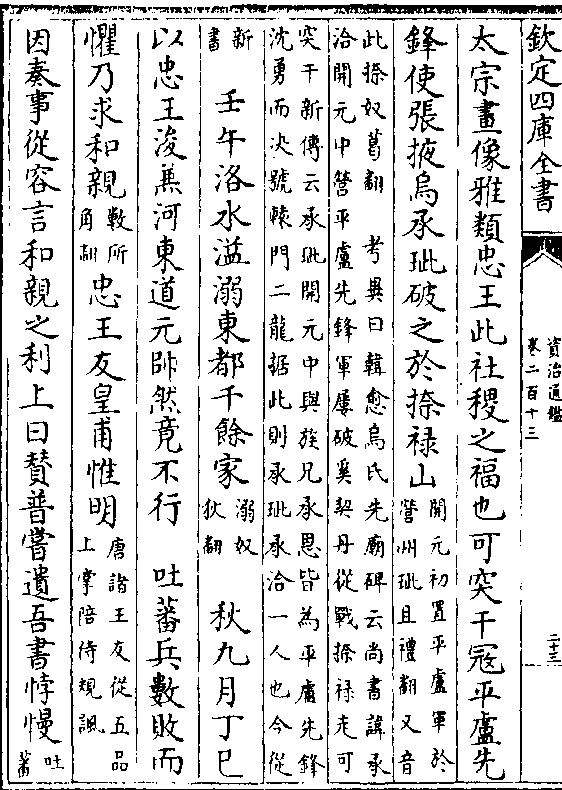 欽定四庫全書
資治通鑑
卷二百十三
二十三
太宗畫像雅類忠王此社稷之福也可突干冦平盧先
鋒使張掖烏承玼破之於捺祿山
開元初置平盧軍於
營州玼且禮翻又音
此捺奴葛翻　考異曰韓愈烏氏先廟碑云尚書諱承
洽開元中管平盧先鋒軍屢破奚契丹從戰捺禄走可
突干新傳云承玼開元中與族兄承恩皆為平盧先鋒
沈勇而决號轅門二龍據此則承玼承洽一人也今從
新
書
壬午洛水溢溺東都千餘家
溺奴
狄翻
秋九月丁巳
以忠王浚兼河東道元帥然竟不行　吐蕃兵數敗而
懼乃求和親
數所
角翻
忠王友皇甫惟明
唐諸王友從五品
上掌陪侍規諷
因奏事從容言和親之利上曰賛普嘗遺吾書悖慢
吐
蕃